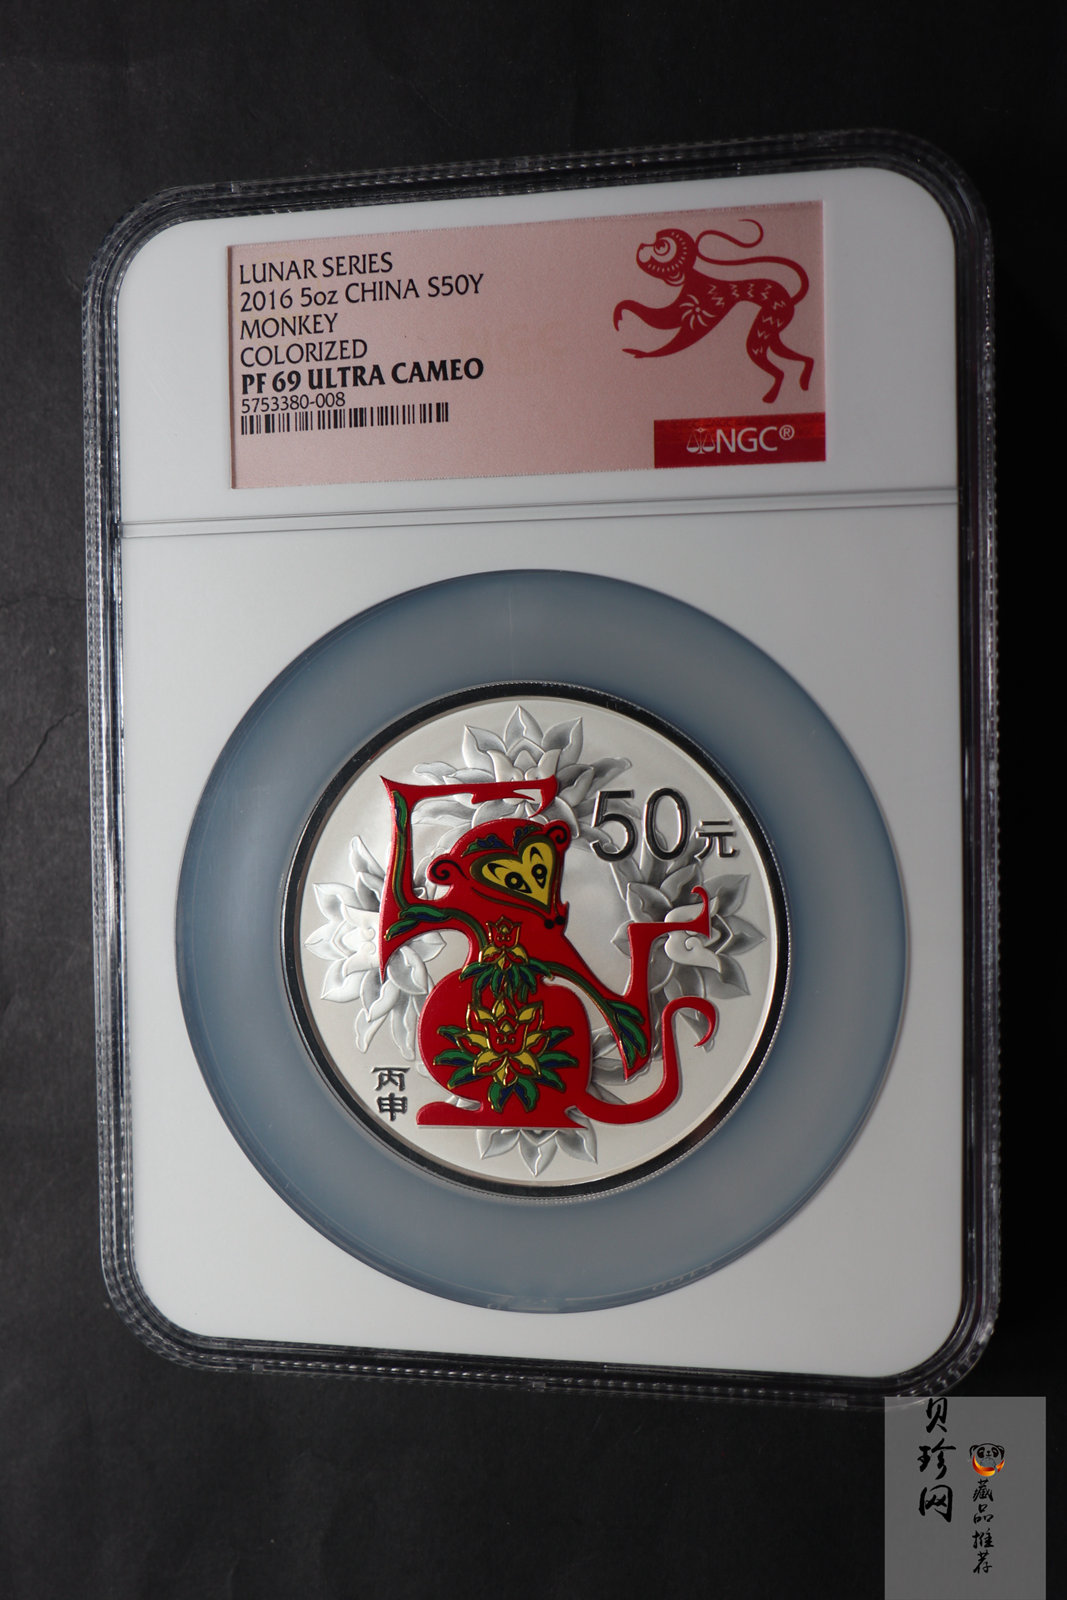 LUNAR SERIES
2016 5oz CHINA S50Y
MONKEY
COLORIZED
PF 69 ULTRA CAMEO
5753380-008
NGC®
50元
丙申
贝珍网
藏品推荐